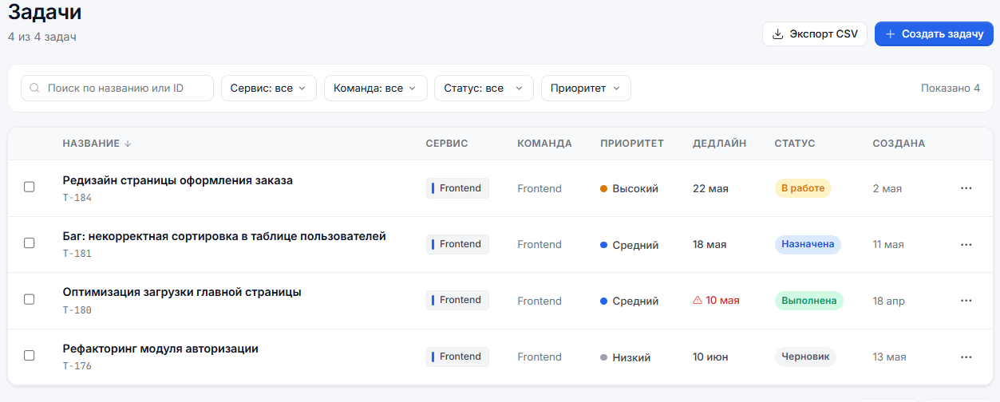 Задачи
4 из 4 задач
Экспорт CSV
+ Создать задачу
Поиск по названию или ID
Сервис: все
Команда: все
Статус: все
Приоритет
Показано 4
НАЗВАНИЕ ↓ СЕРВИС КОМАНДА ПРИОРИТЕТ ДЕДЛАЙН СТАТУС СОЗДАНА
Редизайн страницы оформления заказа
T-184
Frontend Frontend Высокий 22 мая В работе 2 мая ...
Баг: некорректная сортировка в таблице пользователей
T-181
Frontend Frontend Средний 18 мая Назначена 11 мая ...
Оптимизация загрузки главной страницы
T-180
Frontend Frontend Средний 10 мая Выполнена 18 апр ...
Рефакторинг модуля авторизации
T-176
Frontend Frontend Низкий 10 июн Черновик 13 мая ...